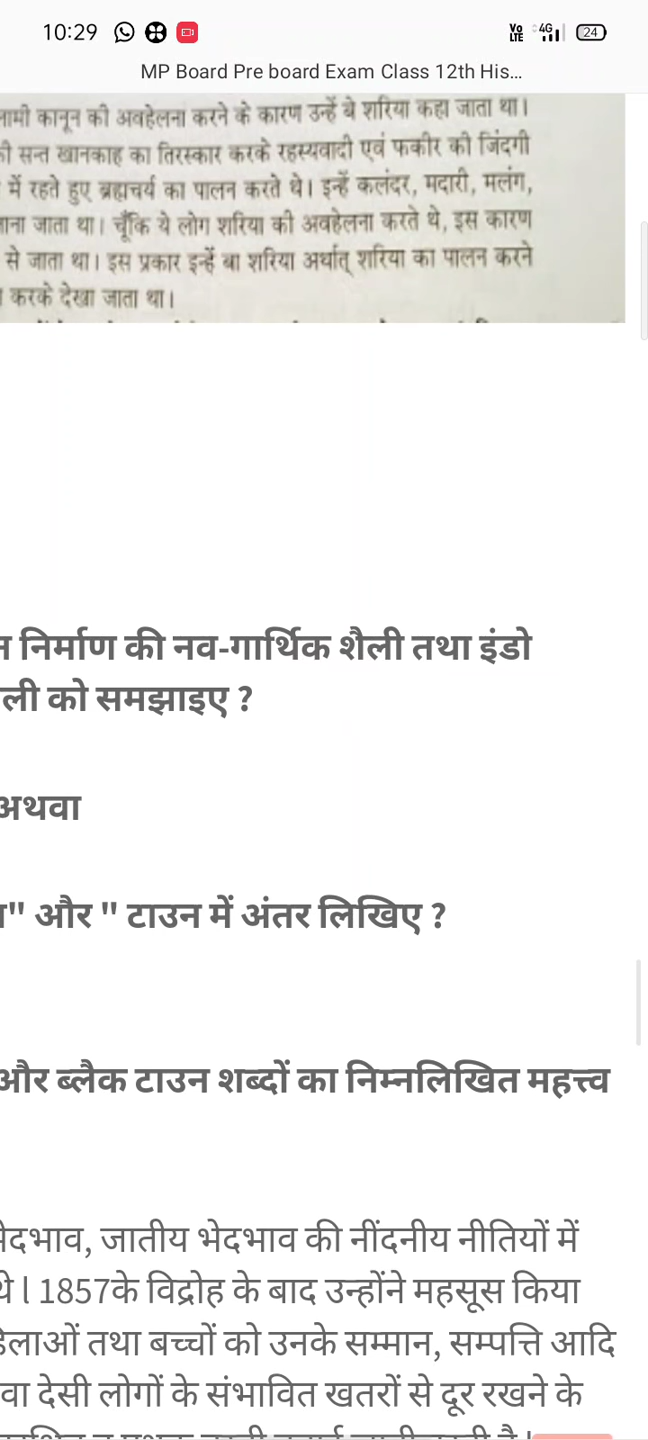 10:29 Vo LTE 4G 24
MP Board Pre board Exam Class 12th His...
नामी कानून की अवहेलना करने के कारण उन्हें बे शरिया कहा जाता था।
सन्त खानकाह का तिरस्कार करके रहस्यवादी एवं फकीर की जिंदगी
में रहते हुए ब्रह्मचर्य का पालन करते थे। इन्हें कलंदर, मदारी, मलंग,
जाता था। चूँकि ये लोग शरिया की अवहेलना करते थे, इस कारण
से जाता था। इस प्रकार इन्हें बा शरिया अर्थात् शरिया का पालन करने
करके देखा जाता था।
निर्माण की नव-गार्थिक शैली तथा इंडो
ली को समझाइए ?
अथवा
" और " टाउन में अंतर लिखिए ?
और ब्लैक टाउन शब्दों का निम्नलिखित महत्त्व
भेदभाव, जातीय भेदभाव की नींदनीय नीतियों में
थे l 1857के विद्रोह के बाद उन्होंने महसूस किया
हिलाओं तथा बच्चों को उनके सम्मान, सम्पत्ति आदि
वा देसी लोगों के संभावित खतरों से दूर रखने के